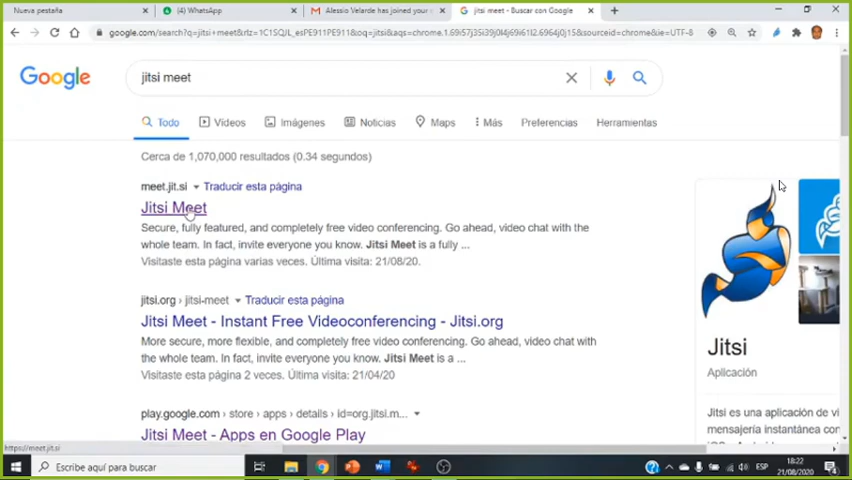 Nueva pestaña
(4) WhatsApp
Alessio Velarde has joined your
jitsi meet - Buscar con Google
google.com/search?q=jitsi+meet&rlz=1C1SQJL_esPE911PE911&oq=jitsi&aqs=chrome.
Google
jitsi meet
Todo
Vídeos
Imágenes
Noticias
Maps
Más
Preferencias
Herramientas
Cerca de 1,070,000 resultados (0.34 segundos)
meet.jit.si
Traducir esta página
Jitsi Meet
Secure, fully featured, and completely free video conferencing. Go ahead, video chat with the
whole team. In fact, invite everyone you know. Jitsi Meet is a fully ...
Visitaste esta página varias veces. Última visita: 21/08/20.
jitsi.org › jitsi-meet
Traducir esta página
Jitsi Meet - Instant Free Videoconferencing - Jitsi.org
More secure, more flexible, and completely free video conferencing. Go ahead, video chat with
the whole team. In fact, invite everyone you know. Jitsi Meet is a ...
Visitaste esta página 2 veces. Última visita: 21/04/20
play.google.com › store › apps › details › id=org.jitsi.m...
Jitsi Meet - Apps en Google Play
Jitsi
Aplicación
Jitsi es una aplicación de vi
mensajería instantánea con
https://meet.jit.si
Escribe aquí para buscar
ESP
18:22
21/08/2020